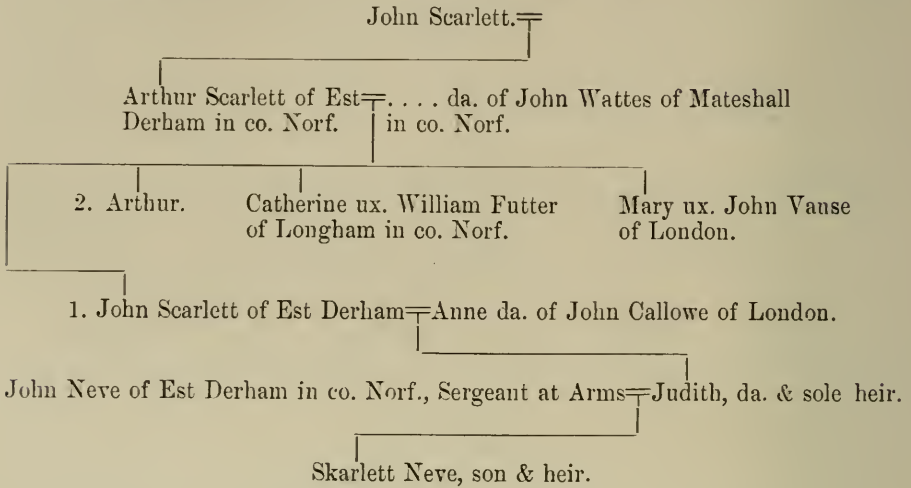 John Scarlett.
Arthur Scarlett of Est . . . . da. of John Wattes of Mateshall
Derham in co. Norf. in co. Norf.
2. Arthur. Catherine ux. William Futter Mary ux. John Vause
of Longham in co. Norf. of London.
1. John Scarlett of Est Derham Anne da. of John Callowe of London.
John Neve of Est Derham in co. Norf., Sergeant at Arms Judith, da. & sole heir.
Skarlett Neve, son & heir.